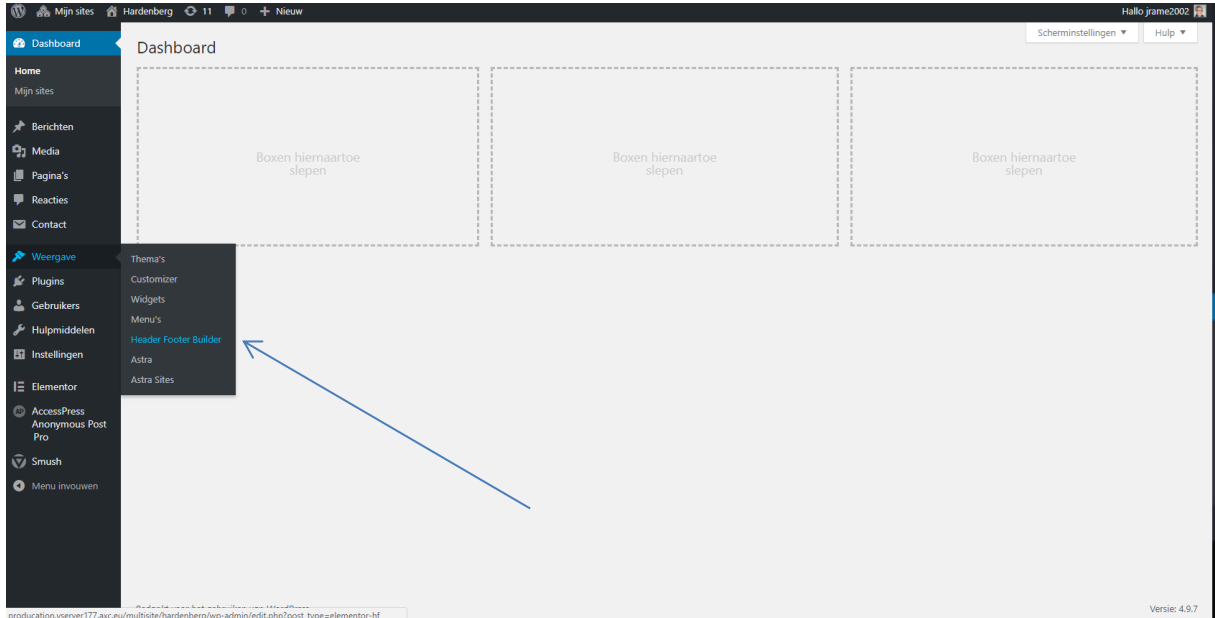 Mijn sites Hardenberg 11 0 Nieuw Hallo jrame2002
Scherminstellingen Hulp
Dashboard
Home
Mijn sites
Berichten
Media
Pagina's
Reacties
Contact
Weergave
Thema's
Customizer
Widgets
Menu's
Header Footer Builder
Astra
Astra Sites
Plugins
Gebruikers
Hulpmiddelen
Instellingen
Elementor
AP AccessPress
Anonymous Post
Pro
Smush
Menu invouwen
Dashboard
Boxen hiernaartoe
slepen
Boxen hiernaartoe
slepen
Boxen hiernaartoe
slepen
Versie: 4.9.7
producation.vserver177.axc.eu/multisite/hardenberg/wp-admin/edit.php?post_type=elementor-hf